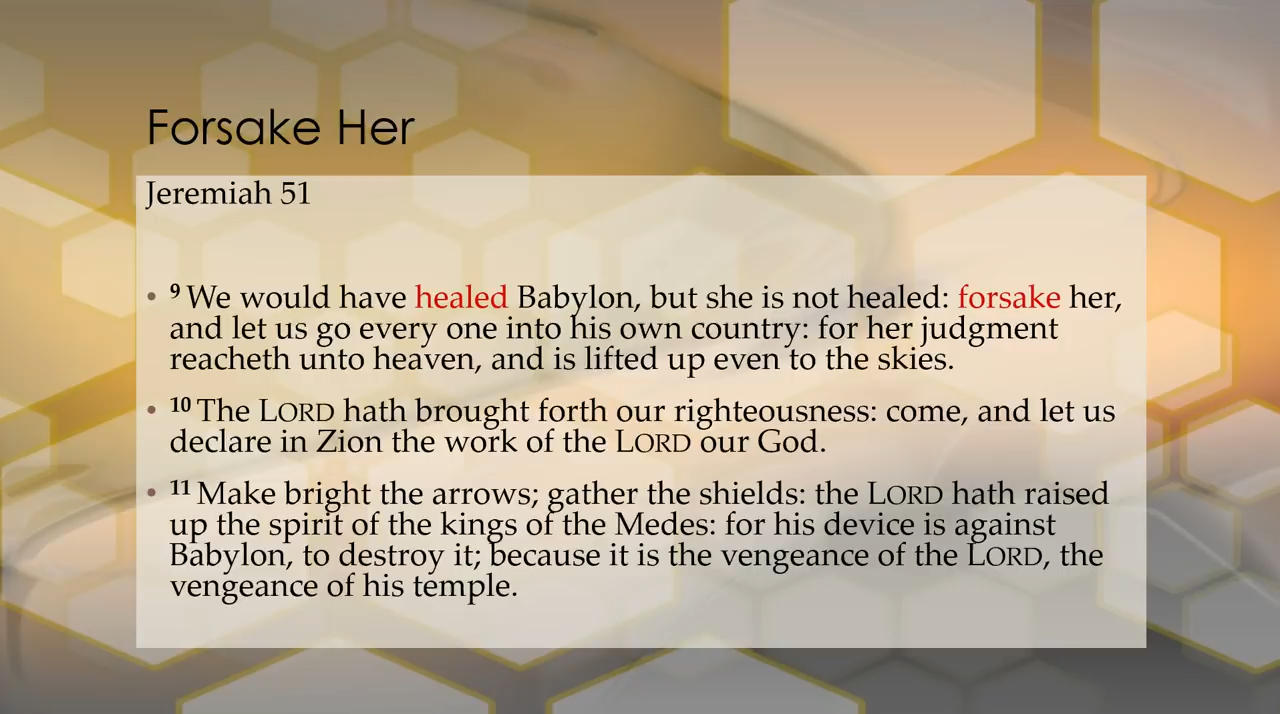 Forsake Her
Jeremiah 51
• 9 We would have healed Babylon, but she is not healed: forsake her,
and let us go every one into his own country: for her judgment
reacheth unto heaven, and is lifted up even to the skies.
• 10 The LORD hath brought forth our righteousness: come, and let us
declare in Zion the work of the LORD our God.
• 11 Make bright the arrows; gather the shields: the LORD hath raised
up the spirit of the kings of the Medes: for his device is against
Babylon, to destroy it; because it is the vengeance of the LORD, the
vengeance of his temple.